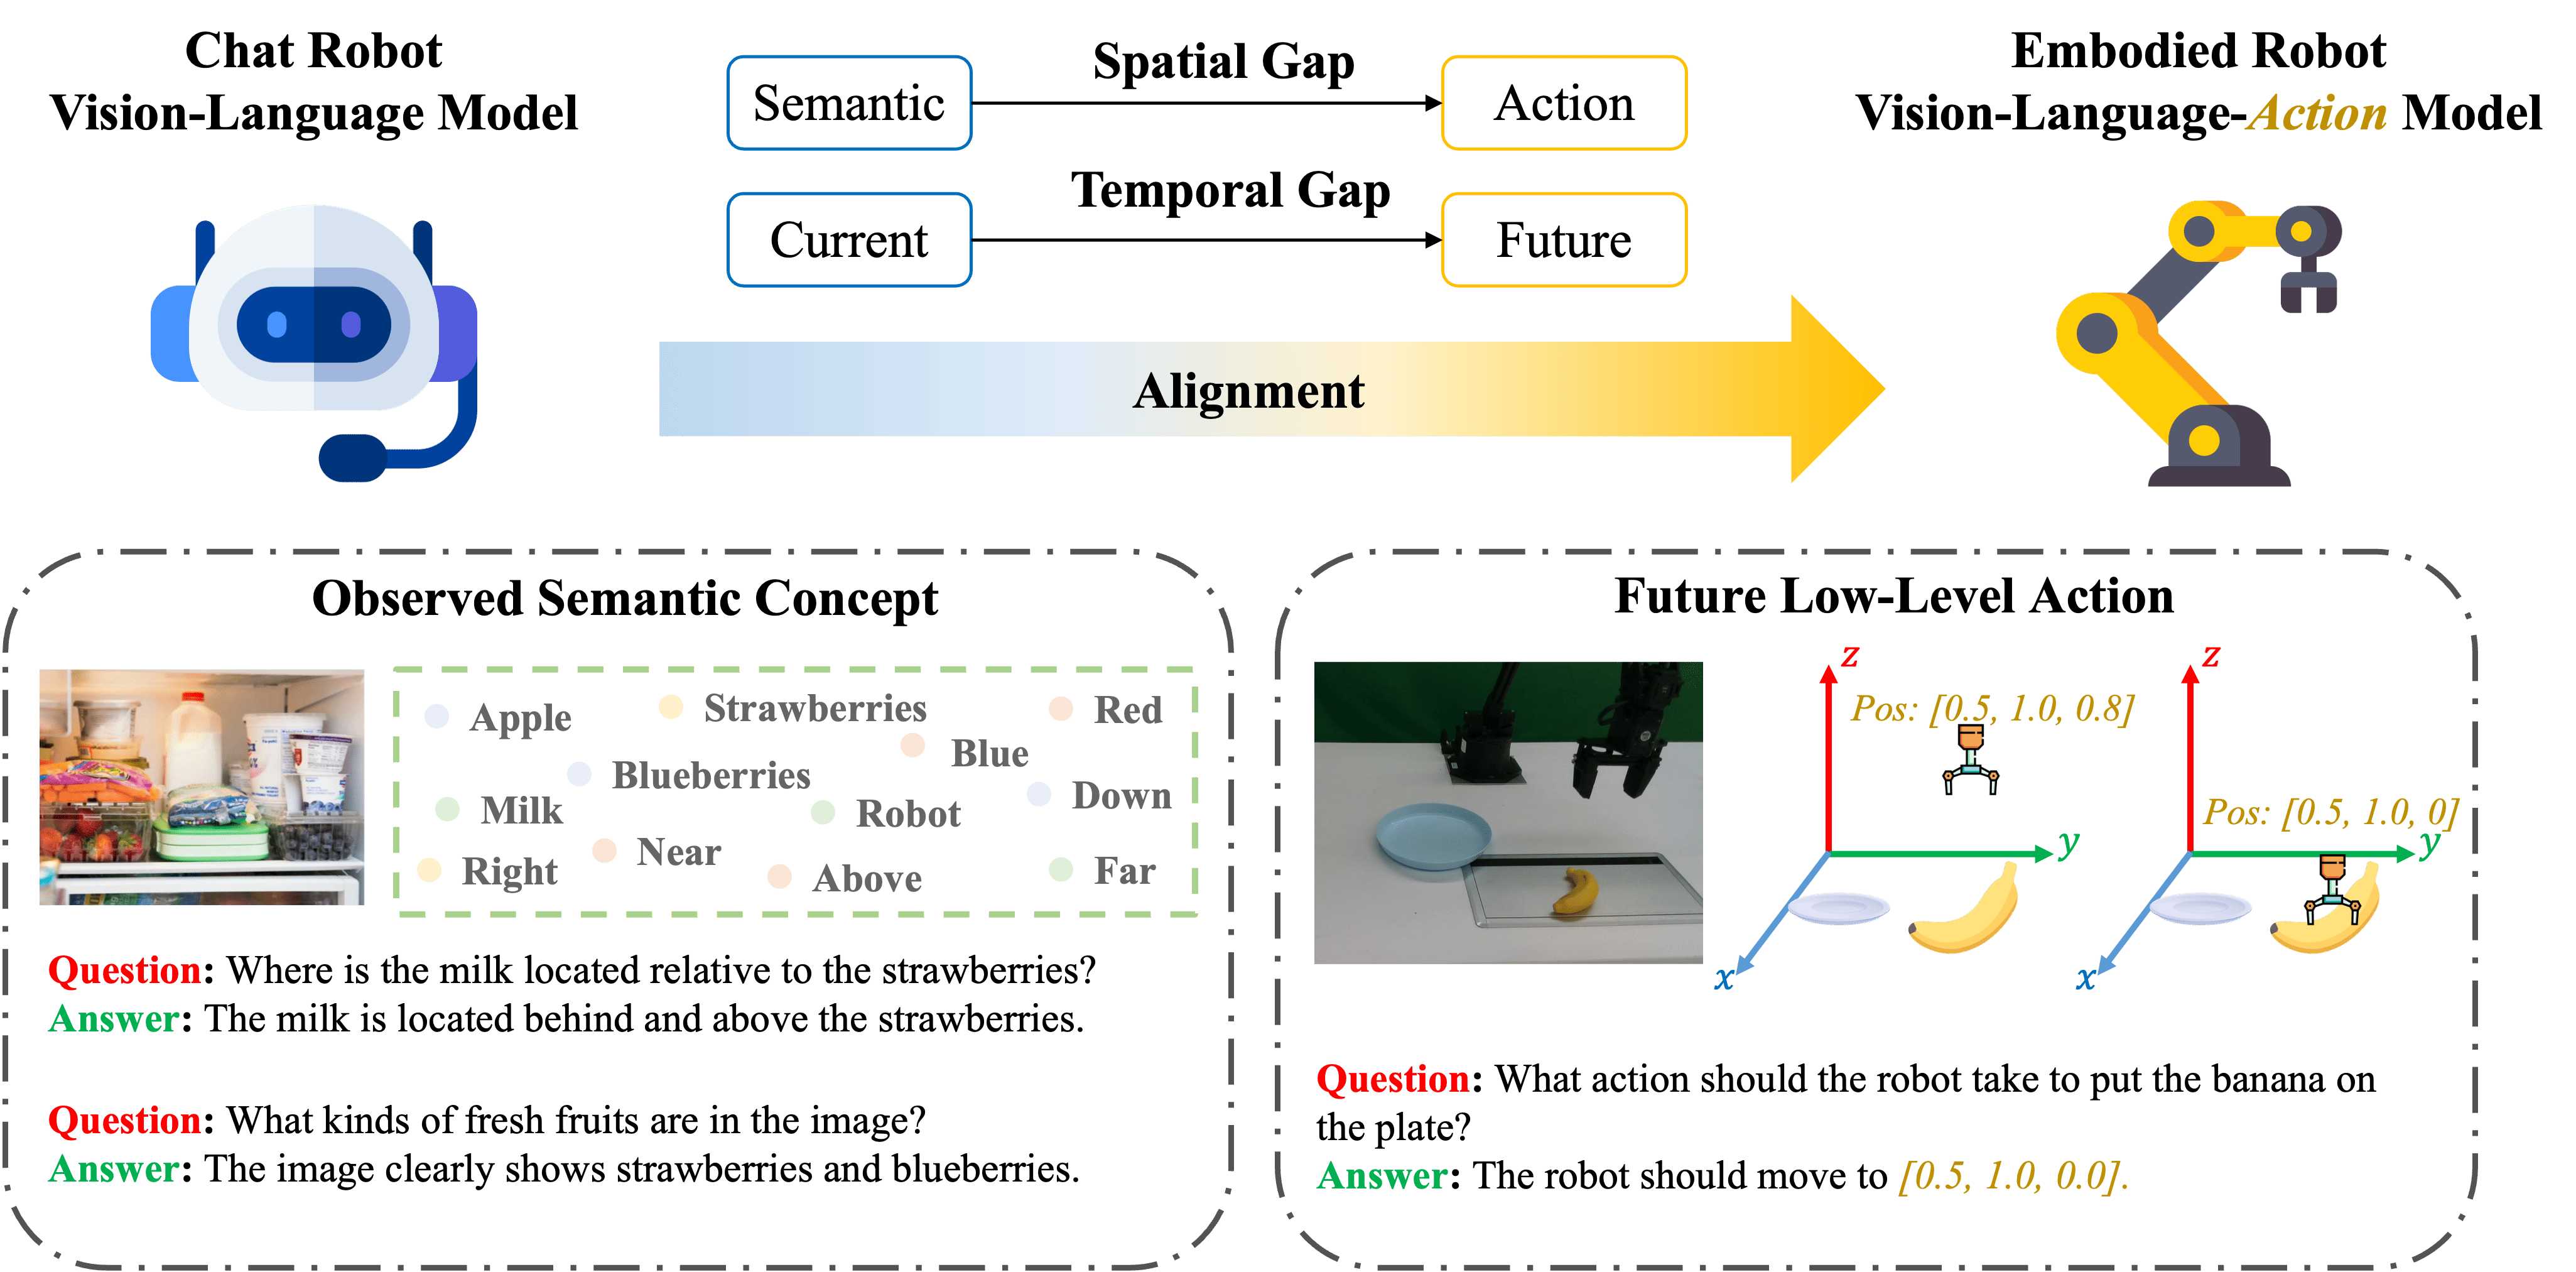 Chat Robot
Vision-Language Model
Semantic
Spatial Gap
Action
Current
Temporal Gap
Future
Alignment
Embodied Robot
Vision-Language-Action Model
Observed Semantic Concept
Apple
Strawberries
Red
Blue
Blueberries
Down
Milk
Robot
Near
Right
Above
Far
Question: Where is the milk located relative to the strawberries?
Answer: The milk is located behind and above the strawberries.
Question: What kinds of fresh fruits are in the image?
Answer: The image clearly shows strawberries and blueberries.
Future Low-Level Action
z
Pos: [0.5, 1.0, 0.8]
y
x
z
Pos: [0.5, 1.0, 0]
y
x
Question: What action should the robot take to put the banana on
the plate?
Answer: The robot should move to [0.5, 1.0, 0.0].